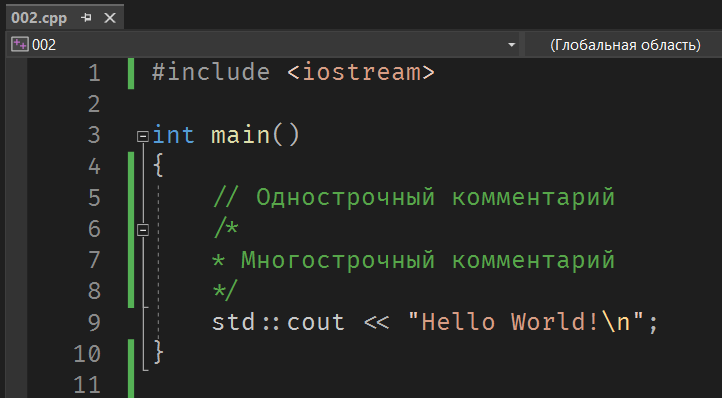 002.cpp
002 (Глобальная область)
1 #include <iostream>
2
3 int main()
4 {
5 // Однострочный комментарий
6 /*
7 * Многострочный комментарий
8 */
9 std::cout << "Hello World!\n";
10 }
11